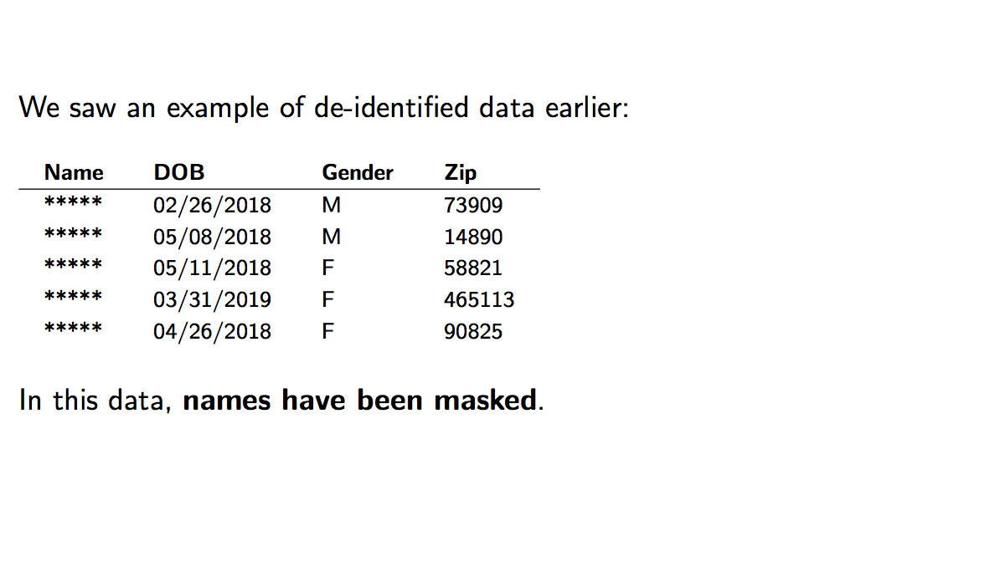 We saw an example of de-identified data earlier:
Name DOB Gender Zip
***** 02/26/2018 M 73909
***** 05/08/2018 M 14890
***** 05/11/2018 F 58821
***** 03/31/2019 F 465113
***** 04/26/2018 F 90825
In this data, names have been masked.